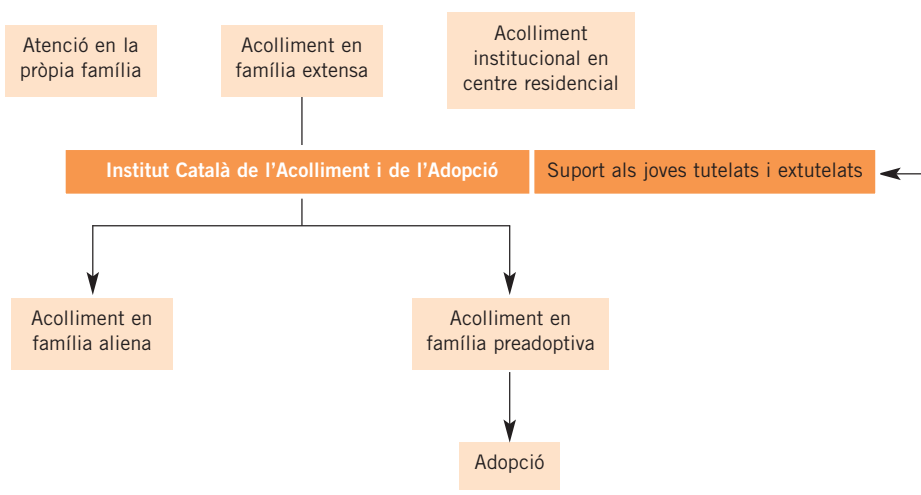 Atenció en la
pròpia família
Acolliment en
família extensa
Acolliment
institucional en
centre residencial
Institut Català de l'Acolliment i de l'Adopció
Suport als joves tutelats i extutelats
Acolliment en
família aliena
Acolliment en
família preadoptiva
Adopció